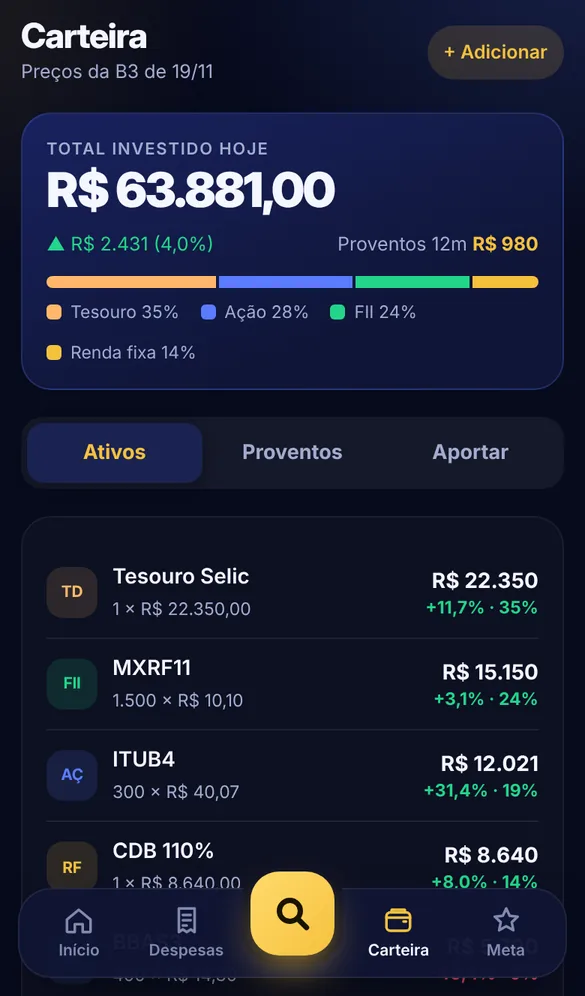 Carteira
Preços da B3 de 19/11
+ Adicionar
TOTAL INVESTIDO HOJE
R$ 63.881,00
▲ R$ 2.431 (4,0%)
Proventos 12m R$ 980
Tesouro 35% Ação 28% FII 24%
Renda fixa 14%
Ativos Proventos Aportar
TD
Tesouro Selic
1 × R$ 22.350,00
R$ 22.350
+11,7% · 35%
FII
MXRF11
1.500 × R$ 10,10
R$ 15.150
+3,1% · 24%
AÇ
ITUB4
300 × R$ 40,07
R$ 12.021
+31,4% · 19%
RF
CDB 110%
1 × R$ 8.640,00
R$ 8.640
+8,0% · 14%
Início Despesas Carteira Meta